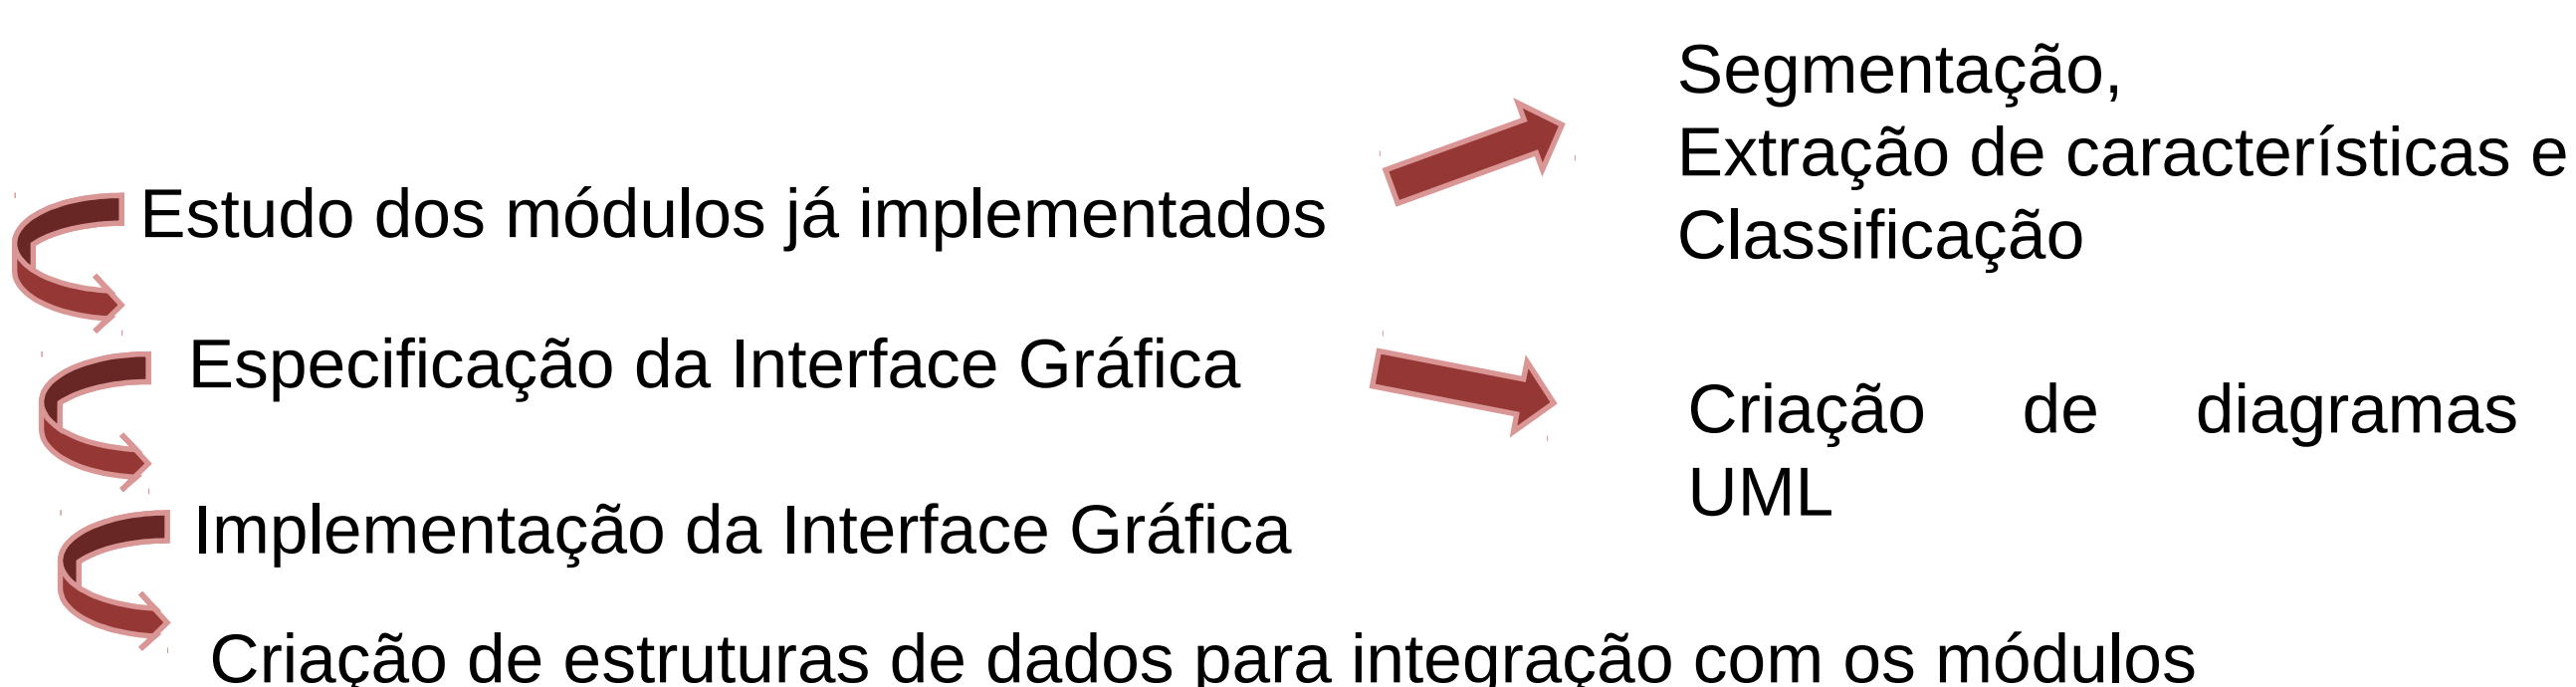 Segmentação,
Extração de características e
Classificação
Estudo dos módulos já implementados
Especificação da Interface Gráfica
Criação de diagramas
UML
Implementação da Interface Gráfica
Criação de estruturas de dados para integração com os módulos